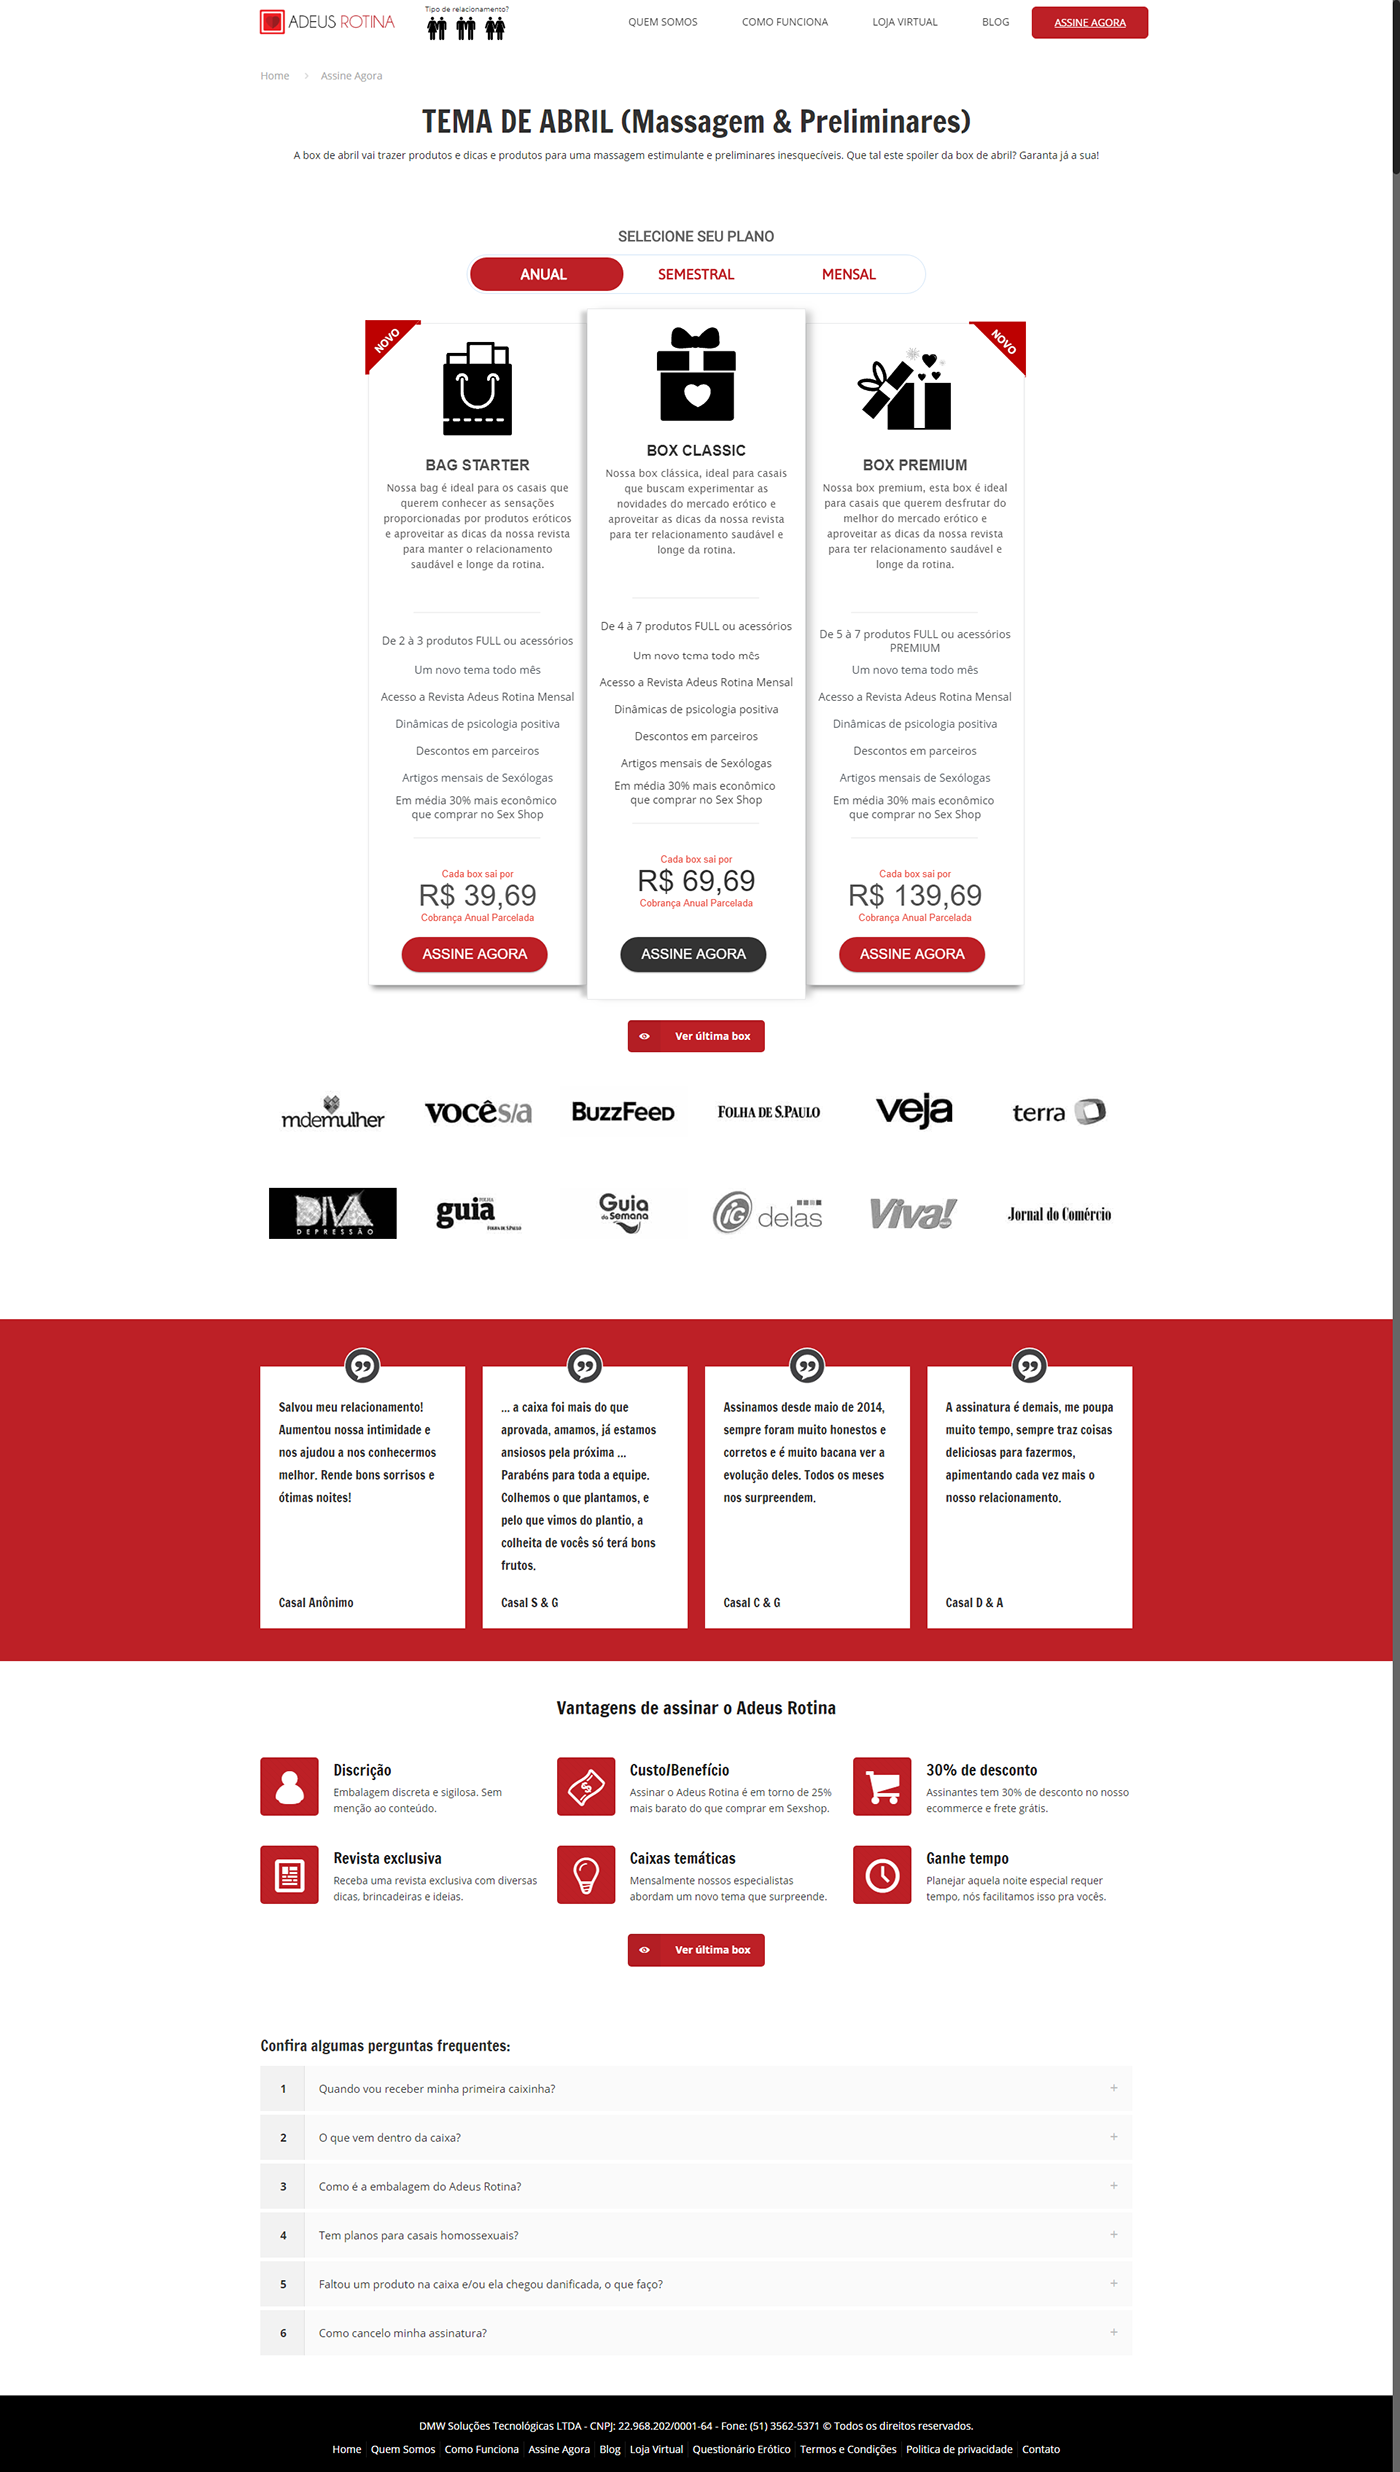 ADEUS ROTINA
Tipo de relacionamento?
QUEM SOMOS
COMO FUNCIONA
LOJA VIRTUAL
BLOG
ASSINE AGORA
Home
Assine Agora
TEMA DE ABRIL (Massagem & Preliminares)
A box de abril vai trazer produtos e dicas e produtos para uma massagem estimulante e preliminares inesquecíveis. Que tal este spoiler da box de abril? Garanta já a sua!
SELECIONE SEU PLANO
ANUAL
SEMESTRAL
MENSAL
NOVO
BAG STARTER
Nossa bag é ideal para os casais que
querem conhecer as sensações
proporcionadas por produtos eróticos
e aproveitar as dicas da nossa revista
para manter o relacionamento
saudável e longe da rotina.
De 2 à 3 produtos FULL ou acessórios
Um novo tema todo mês
Acesso a Revista Adeus Rotina Mensal
Dinâmicas de psicologia positiva
Descontos em parceiros
Artigos mensais de Sexólogas
Em média 30% mais econômico
que comprar no Sex Shop
Cada box sai por
R$ 39,69
Cobrança Anual Parcelada
ASSINE AGORA
BOX CLASSIC
Nossa box clássica, ideal para casais
que buscam experimentar as
novidades do mercado erótico e
aproveitar as dicas da nossa revista
para ter relacionamento saudável e
longe da rotina.
De 4 à 7 produtos FULL ou acessórios
Um novo tema todo mês
Acesso a Revista Adeus Rotina Mensal
Dinâmicas de psicologia positiva
Descontos em parceiros
Artigos mensais de Sexólogas
Em média 30% mais econômico
que comprar no Sex Shop
Cada box sai por
R$ 69,69
Cobrança Anual Parcelada
ASSINE AGORA
NOVO
BOX PREMIUM
Nossa box premium, esta box é ideal
para casais que querem desfrutar do
melhor do mercado erótico e
aproveitar as dicas da nossa revista
para ter relacionamento saudável e
longe da rotina.
De 5 à 7 produtos FULL ou acessórios
PREMIUM
Um novo tema todo mês
Acesso a Revista Adeus Rotina Mensal
Dinâmicas de psicologia positiva
Descontos em parceiros
Artigos mensais de Sexólogas
Em média 30% mais econômico
que comprar no Sex Shop
Cada box sai por
R$ 139,69
Cobrança Anual Parcelada
ASSINE AGORA
Ver última box
mdemulher
VOCÊ S/A
BuzzFeed
FOLHA DE S.PAULO
veja
terra
DIVA
DEPRESSÃO
FOLHA
guia
FOLHA DE S.PAULO
Guia
da Semana
iG delas
Viva!
Jornal do Comércio
Salvou meu relacionamento!
Aumentou nossa intimidade e
nos ajudou a nos conhecermos
melhor. Rende bons sorrisos e
ótimas noites!
Casal Anônimo
... a caixa foi mais do que
aprovada, amamos, já estamos
ansiosos pela próxima ...
Parabéns para toda a equipe.
Colhemos o que plantamos, e
pelo que vimos do plantio, a
colheita de vocês só terá bons
frutos.
Casal S & G
Assinamos desde maio de 2014,
sempre foram muito honestos e
corretos e é muito bacana ver a
evolução deles. Todos os meses
nos surpreendem.
Casal C & G
A assinatura é demais, me poupa
muito tempo, sempre traz coisas
deliciosas para fazermos,
apimentando cada vez mais o
nosso relacionamento.
Casal D & A
Vantagens de assinar o Adeus Rotina
Discrição
Embalagem discreta e sigilosa. Sem
menção ao conteúdo.
Custo/Benefício
Assinar o Adeus Rotina é em torno de 25%
mais barato do que comprar em Sexshop.
30% de desconto
Assinantes tem 30% de desconto no nosso
ecommerce e frete grátis.
Revista exclusiva
Receba uma revista exclusiva com diversas
dicas, brincadeiras e ideias.
Caixas temáticas
Mensalmente nossos especialistas
abordam um novo tema que surpreende.
Ganhe tempo
Planejar aquela noite especial requer
tempo, nós facilitamos isso pra vocês.
Ver última box
Confira algumas perguntas frequentes:
1 Quando vou receber minha primeira caixinha? +
2 O que vem dentro da caixa? +
3 Como é a embalagem do Adeus Rotina? +
4 Tem planos para casais homossexuais? +
5 Faltou um produto na caixa e/ou ela chegou danificada, o que faço? +
6 Como cancelo minha assinatura? +
DMW Soluções Tecnológicas LTDA - CNPJ: 22.968.202/0001-64 - Fone: (51) 3562-5371 © Todos os direitos reservados.
Home Quem Somos Como Funciona Assine Agora Blog Loja Virtual Questionário Erótico Termos e Condições Politica de privacidade Contato